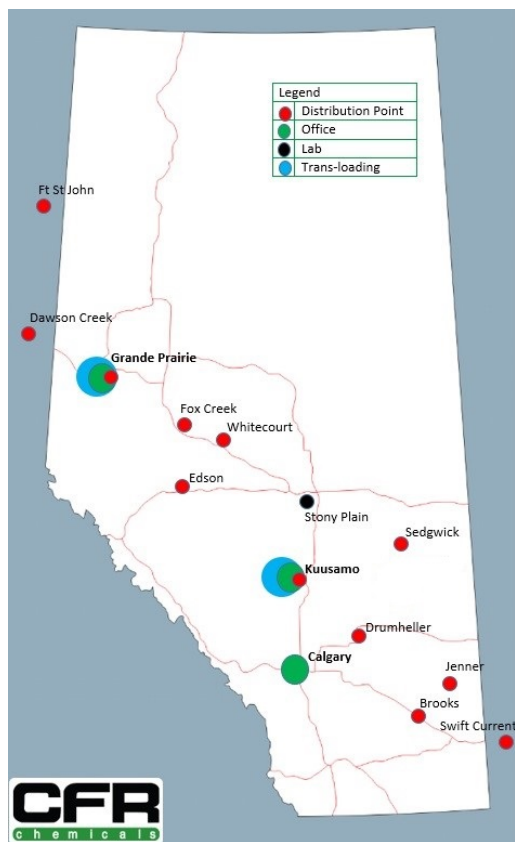 Legend
Distribution Point
Office
Lab
Trans-loading
Ft St John
Dawson Creek
Grande Prairie
Fox Creek
Whitecourt
Edson
Stony Plain
Sedgwick
Kuusamo
Drumheller
Calgary
Jenner
Brooks
Swift Current
CFR
chemicals